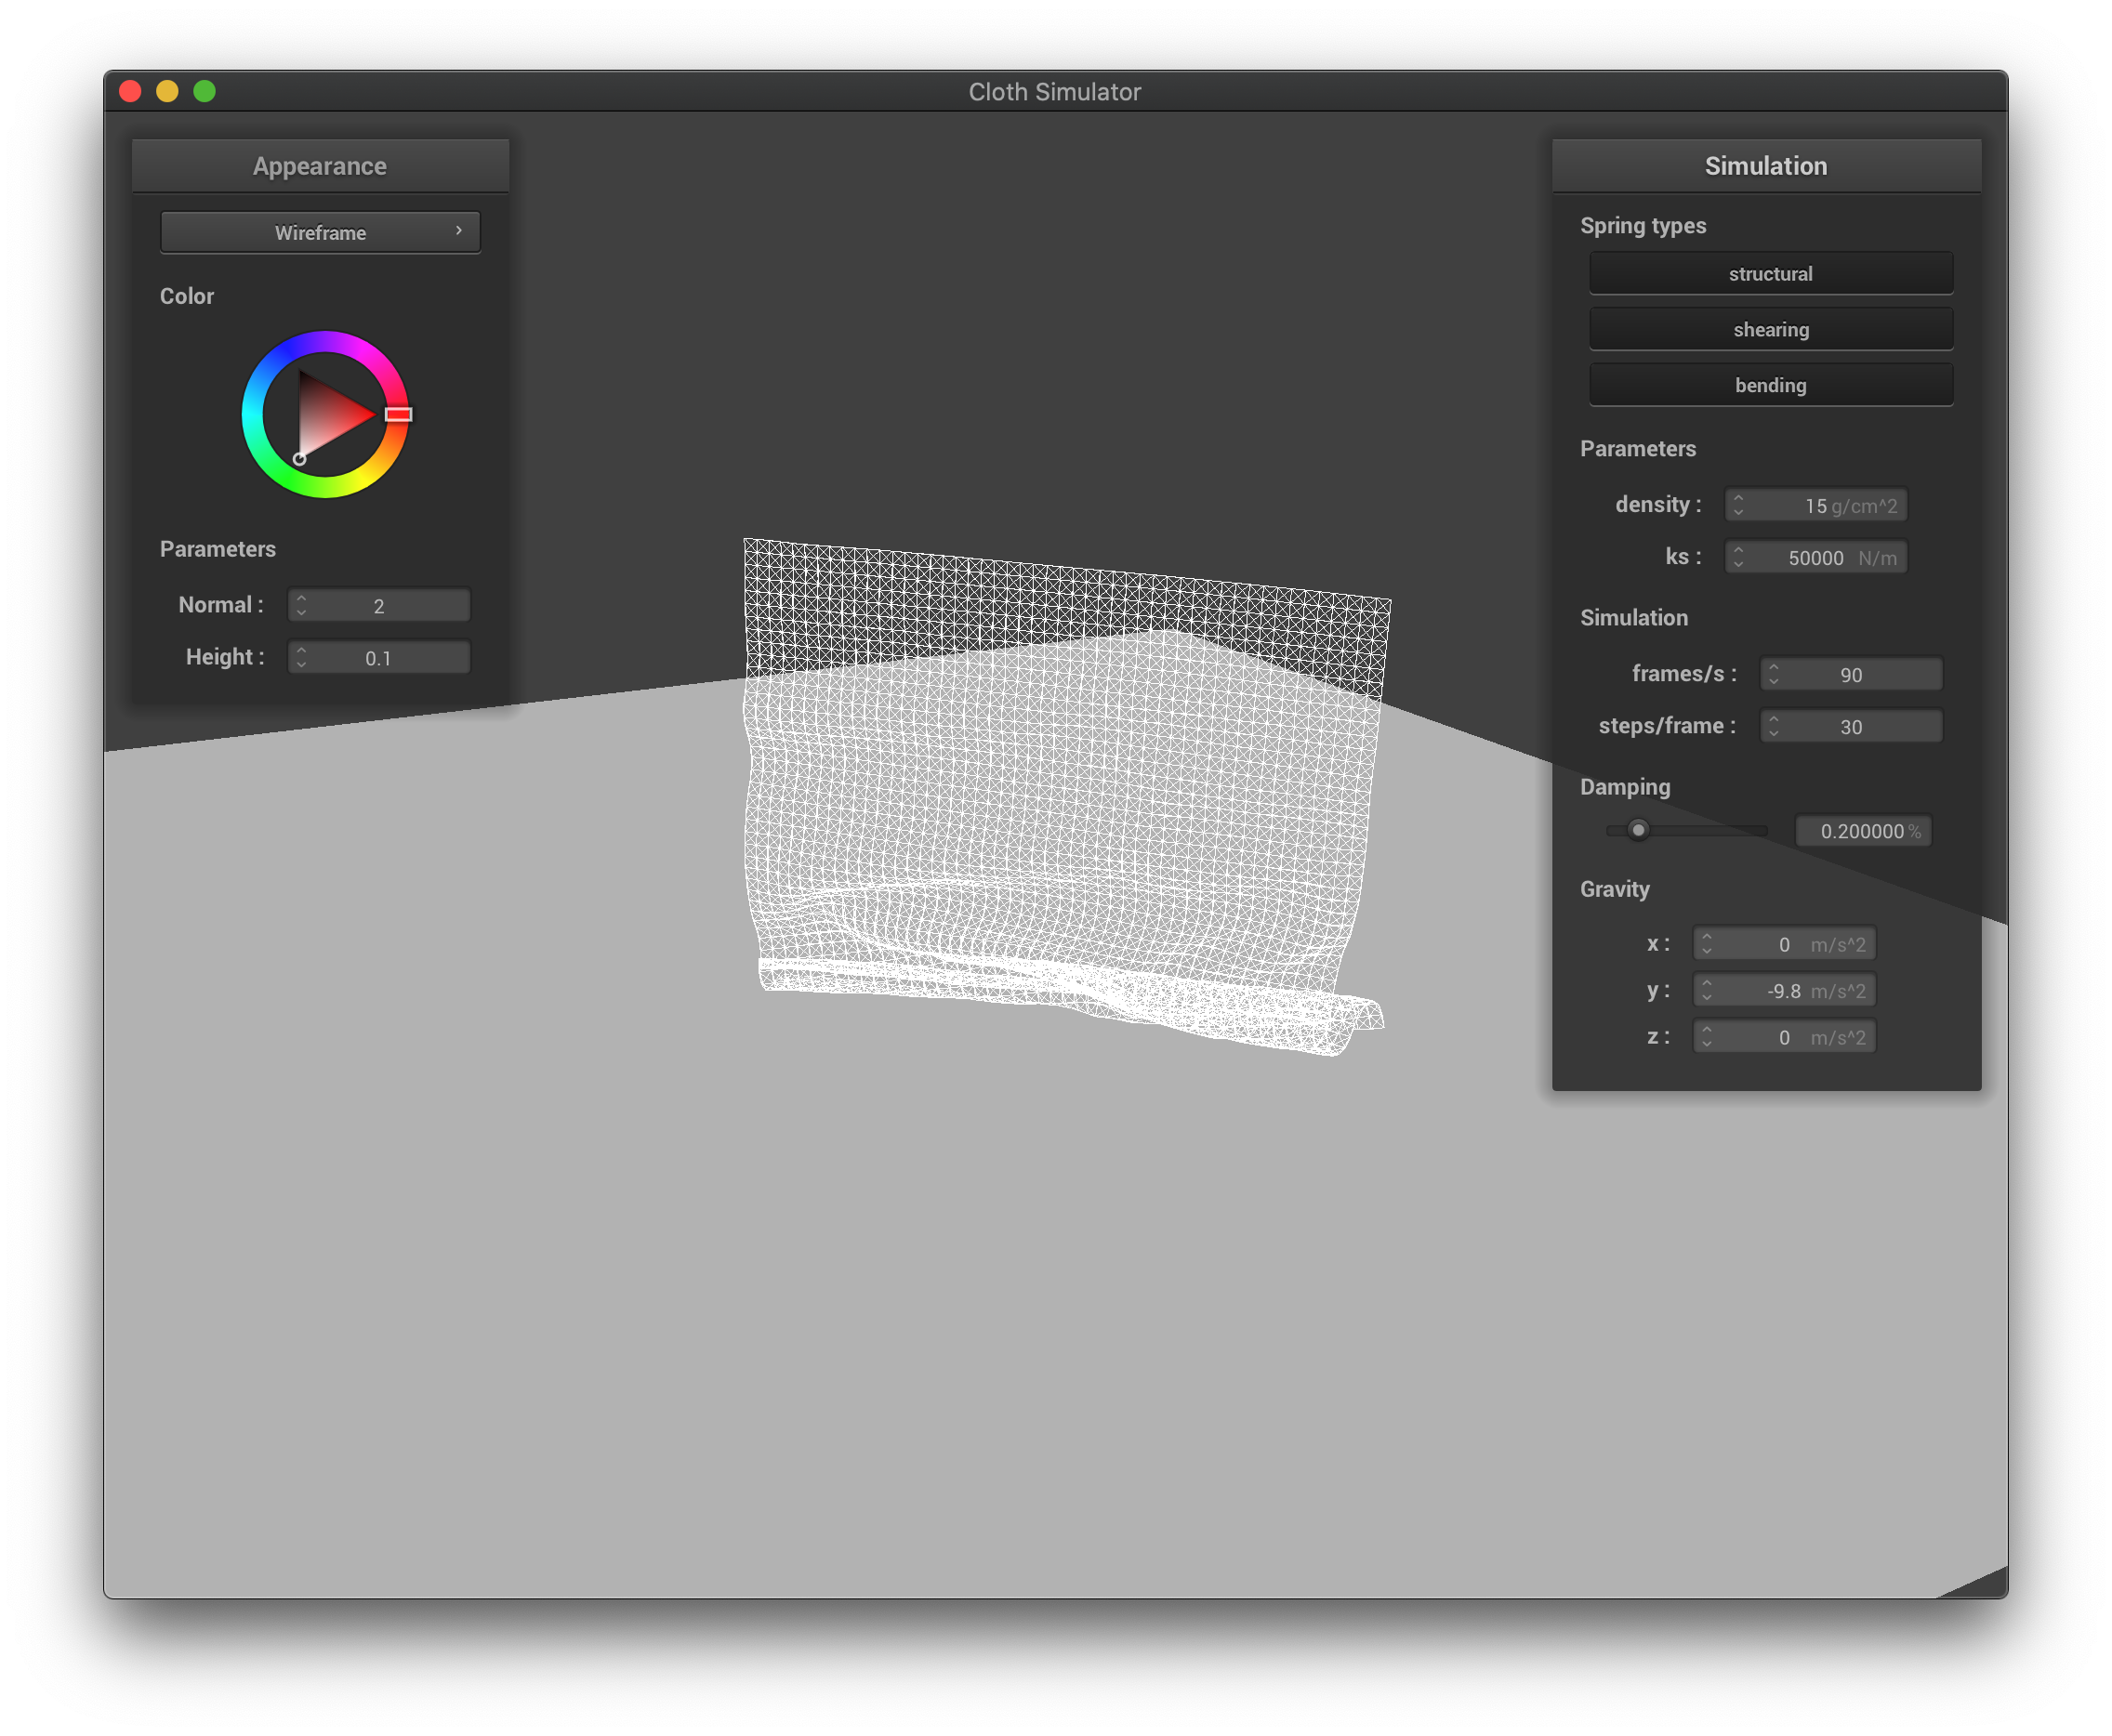 Cloth Simulator
Appearance
Wireframe
Color
Parameters
Normal : 2
Height : 0.1
Simulation
Spring types
structural
shearing
bending
Parameters
density : 15 g/cm^2
ks : 50000 N/m
Simulation
frames/s : 90
steps/frame : 30
Damping
0.200000 %
Gravity
x : 0 m/s^2
y : -9.8 m/s^2
z : 0 m/s^2